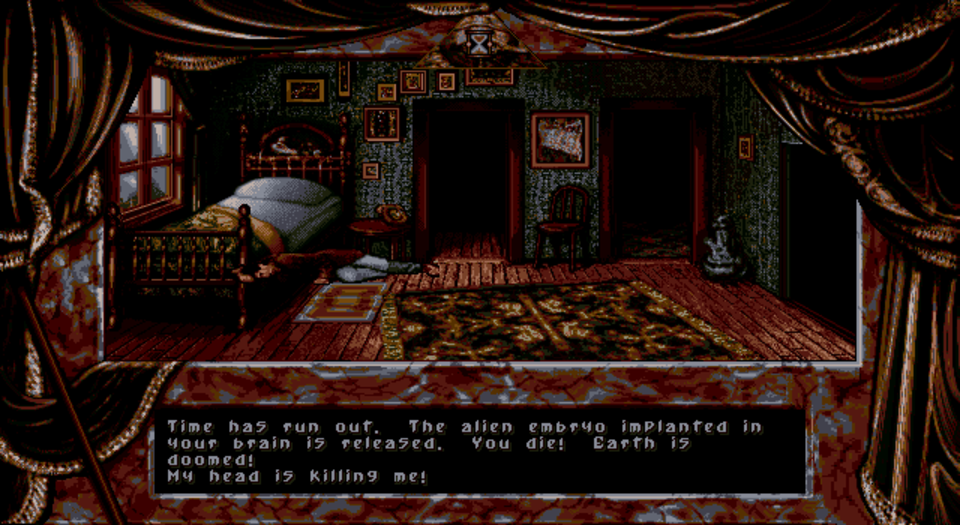 Time has run out.  The alien embryo implanted in
your brain is released.  You die!  Earth is
doomed!
My head is killing me!